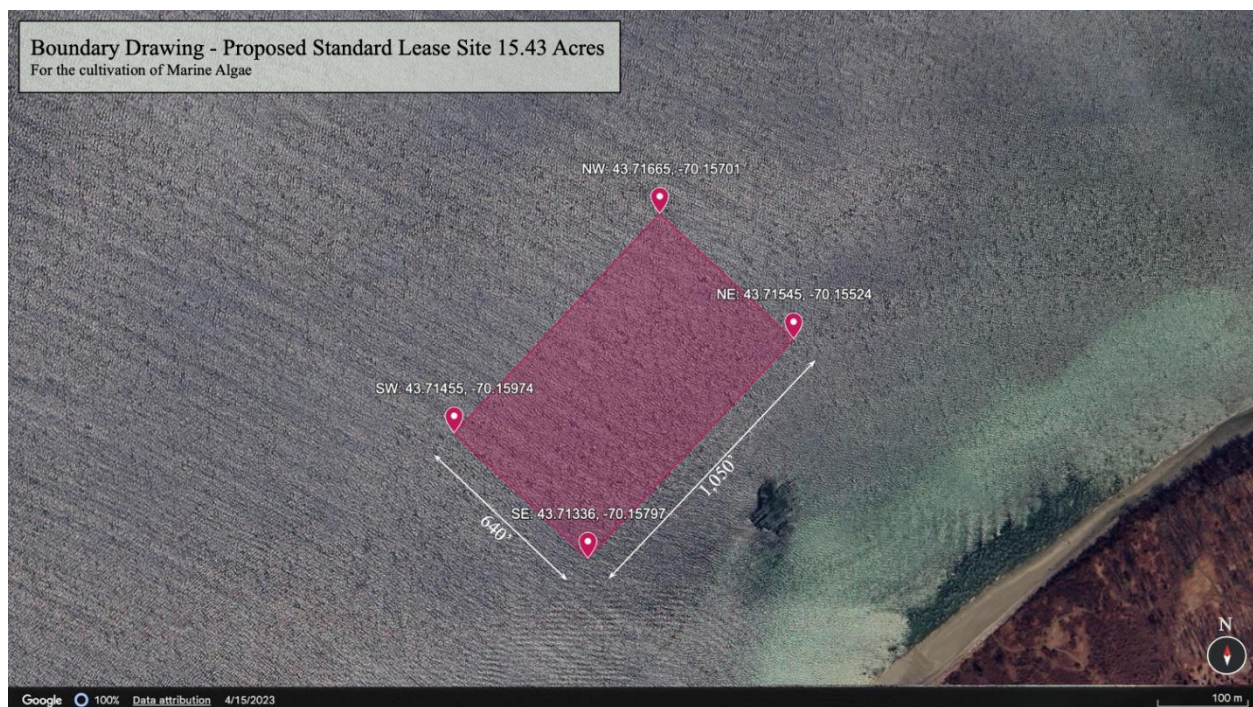 Boundary Drawing - Proposed Standard Lease Site 15.43 Acres
For the cultivation of Marine Algae
NW: 43.71665, -70.15701
NE: 43.71545, -70.15524
SW: 43.71455, -70.15974
1,050’
SE: 43.71336, -70.15797
640’
N
Google 100% Data attribution 4/15/2023 100 m